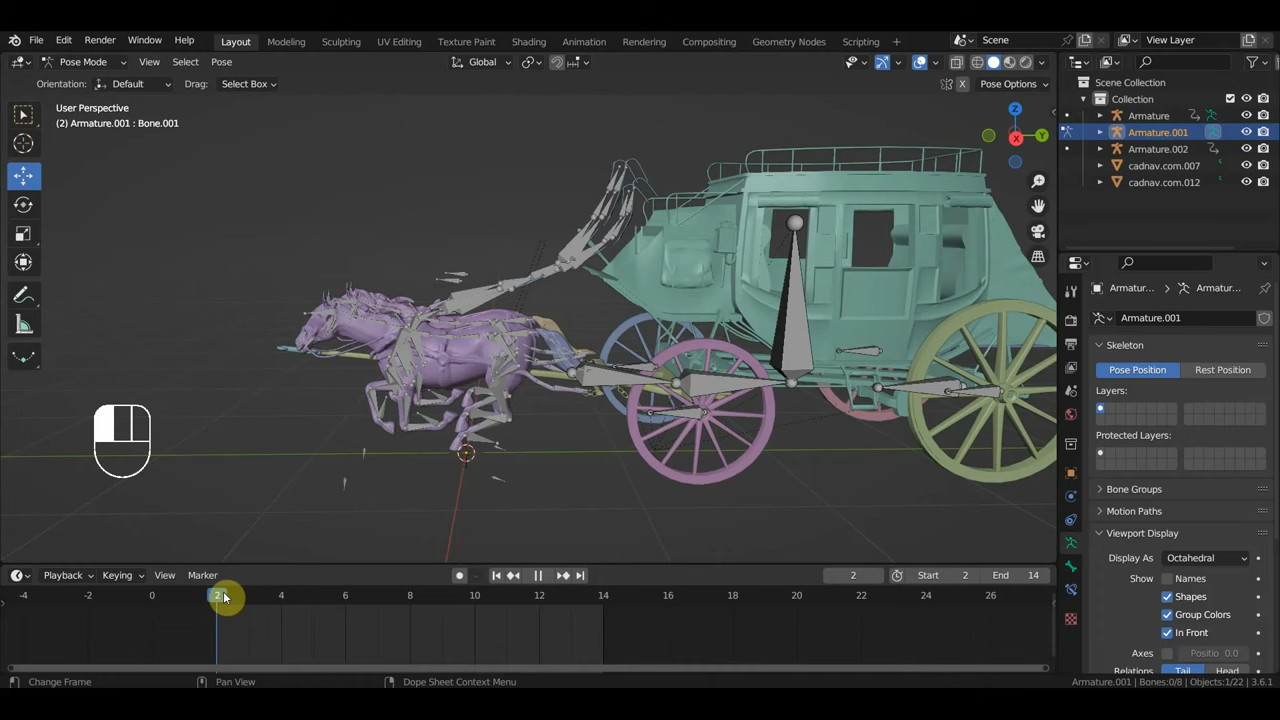 File Edit Render Window Help Layout Modeling Sculpting UV Editing Texture Paint Shading Animation Rendering Compositing Geometry Nodes Scripting + Scene View Layer
Pose Mode View Select Pose Global
Orientation: Default Drag: Select Box X Pose Options
User Perspective
(2) Armature.001 : Bone.001
Z
Y
X
Scene Collection
Collection
Armature
Armature.001
Armature.002
cadnav.com.007
cadnav.com.012
Armatur... Armatur...
Armature.001
Skeleton
Pose Position Rest Position
Layers:
Protected Layers:
Bone Groups
Motion Paths
Viewport Display
Display As Octahedral
Show Names
Shapes
Group Colors
In Front
Axes Positio 0.0
Relations Tail Head
Playback Keying View Marker 2 Start 2 End 14
-4 -2 0 2 4 6 8 10 12 14 16 18 20 22 24 26
Change Frame Pan View Dope Sheet Context Menu Armature.001 | Bones:0/8 | Objects:1/22 | 3.6.1